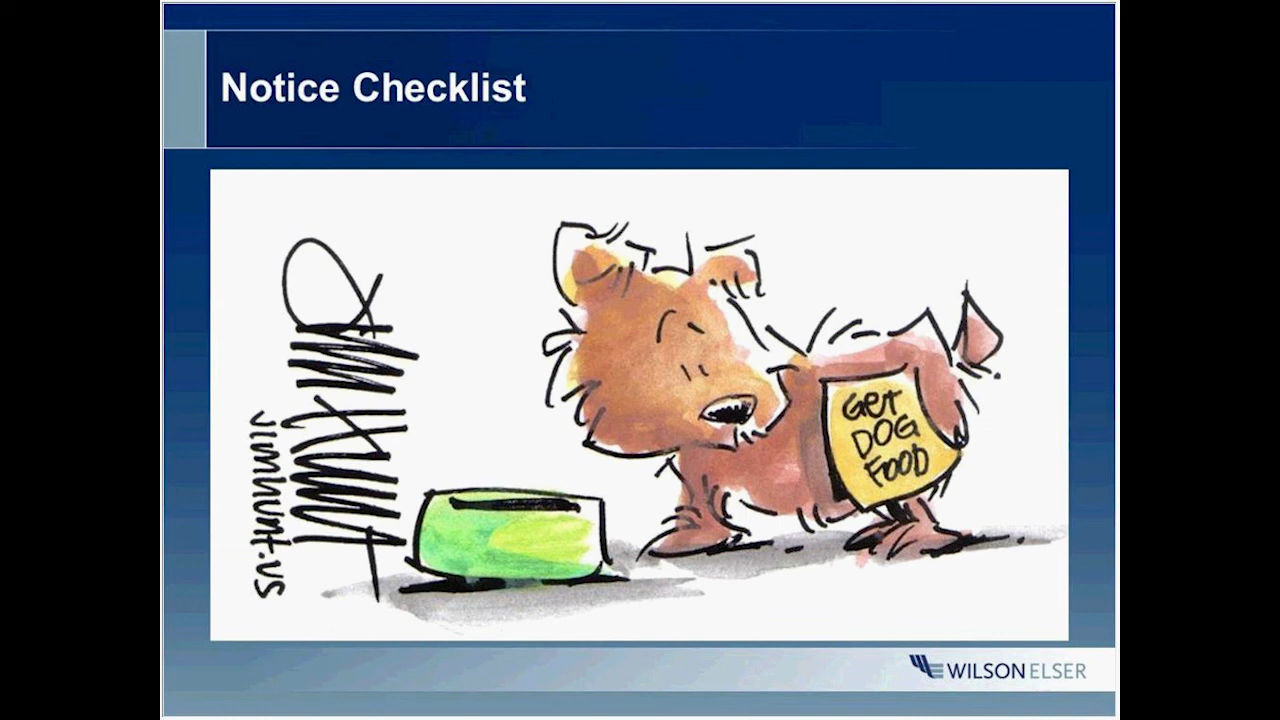 Notice Checklist
GET
DOG
FOOD
jimhunt.us
WILSON ELSER